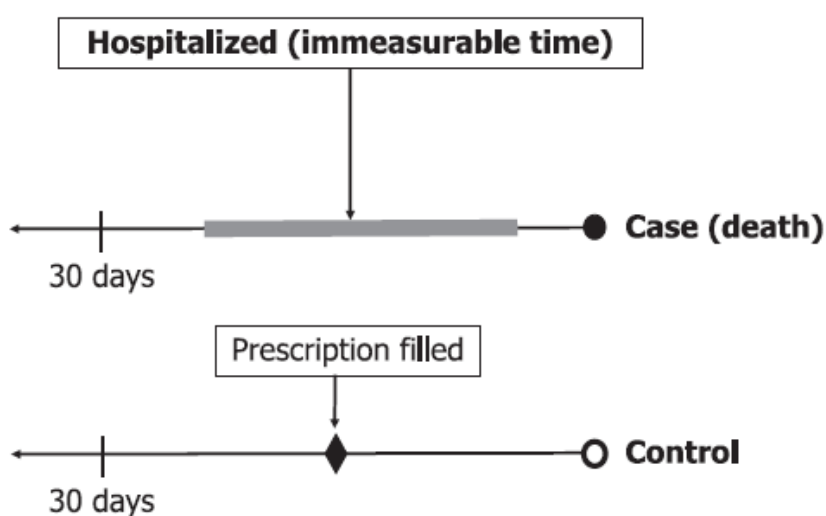 Hospitalized (immeasurable time)
Case (death)
30 days
Prescription filled
Control
30 days